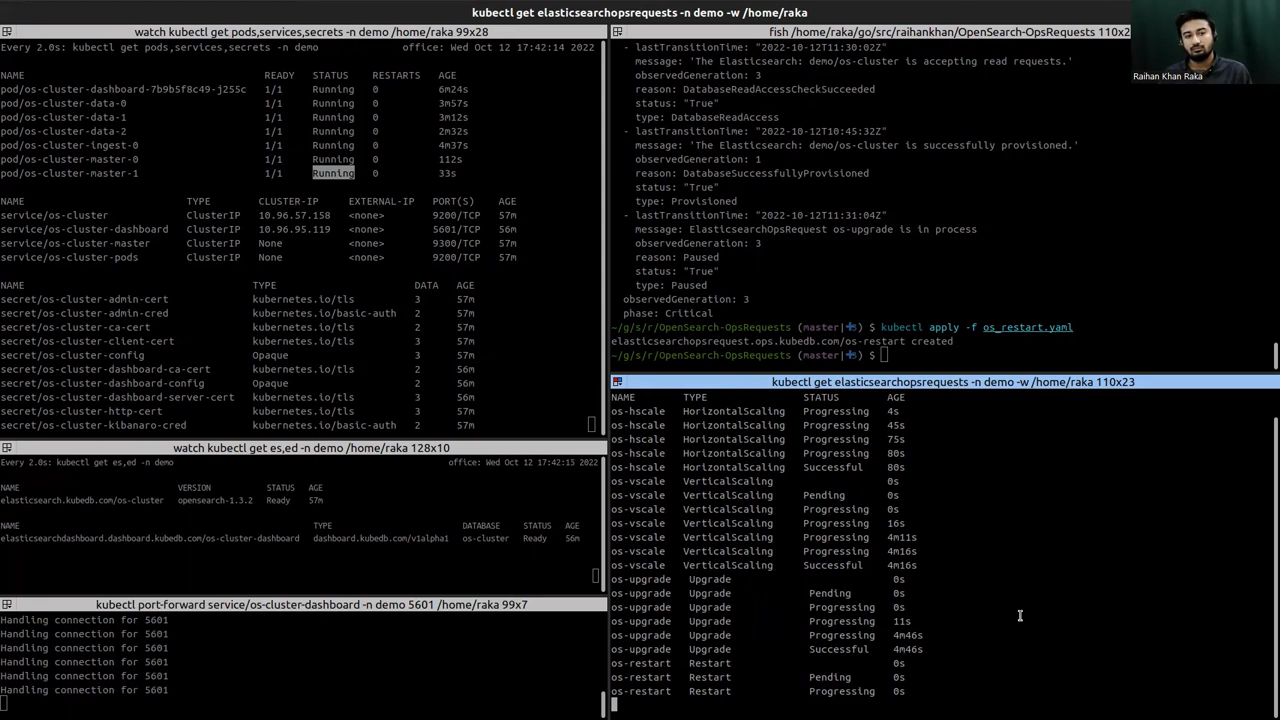 kubectl get elasticsearchopsrequests -n demo -w /home/raka
watch kubectl get pods,services,secrets -n demo /home/raka 99x28
Every 2.0s: kubectl get pods,services,secrets -n demo office: Wed Oct 12 17:42:14 2022
NAME READY STATUS RESTARTS AGE
pod/os-cluster-dashboard-7b9b5f8c49-j255c 1/1 Running 0 6m24s
pod/os-cluster-data-0 1/1 Running 0 3m57s
pod/os-cluster-data-1 1/1 Running 0 3m12s
pod/os-cluster-data-2 1/1 Running 0 2m32s
pod/os-cluster-ingest-0 1/1 Running 0 4m37s
pod/os-cluster-master-0 1/1 Running 0 112s
pod/os-cluster-master-1 1/1 Running 0 33s
NAME TYPE CLUSTER-IP EXTERNAL-IP PORT(S) AGE
service/os-cluster ClusterIP 10.96.57.158 <none> 9200/TCP 57m
service/os-cluster-dashboard ClusterIP 10.96.95.119 <none> 5601/TCP 56m
service/os-cluster-master ClusterIP None <none> 9300/TCP 57m
service/os-cluster-pods ClusterIP None <none> 9200/TCP 57m
NAME TYPE DATA AGE
secret/os-cluster-admin-cert kubernetes.io/tls 3 57m
secret/os-cluster-admin-cred kubernetes.io/basic-auth 2 57m
secret/os-cluster-ca-cert kubernetes.io/tls 2 57m
secret/os-cluster-client-cert kubernetes.io/tls 3 57m
secret/os-cluster-config Opaque 3 57m
secret/os-cluster-dashboard-ca-cert kubernetes.io/tls 2 56m
secret/os-cluster-dashboard-config Opaque 2 56m
secret/os-cluster-dashboard-server-cert kubernetes.io/tls 3 56m
secret/os-cluster-http-cert kubernetes.io/tls 3 57m
secret/os-cluster-kibanaro-cred kubernetes.io/basic-auth 2 57m
watch kubectl get es,ed -n demo /home/raka 128x10
Every 2.0s: kubectl get es,ed -n demo office: Wed Oct 12 17:42:15 2022
NAME VERSION STATUS AGE
elasticsearch.kubedb.com/os-cluster opensearch-1.3.2 Ready 57m
NAME TYPE DATABASE STATUS AGE
elasticsearchdashboard.dashboard.kubedb.com/os-cluster-dashboard dashboard.kubedb.com/v1alpha1 os-cluster Ready 56m
kubectl port-forward service/os-cluster-dashboard -n demo 5601 /home/raka 99x7
Handling connection for 5601
Handling connection for 5601
Handling connection for 5601
Handling connection for 5601
Handling connection for 5601
Handling connection for 5601
fish /home/raka/go/src/raihankhan/OpenSearch-OpsRequests 110x2
- lastTransitionTime: "2022-10-12T11:30:02Z"
message: 'The Elasticsearch: demo/os-cluster is accepting read requests.'
observedGeneration: 3
reason: DatabaseReadAccessCheckSucceeded
status: "True"
type: DatabaseReadAccess
- lastTransitionTime: "2022-10-12T10:45:32Z"
message: 'The Elasticsearch: demo/os-cluster is successfully provisioned.'
observedGeneration: 1
reason: DatabaseSuccessfullyProvisioned
status: "True"
type: Provisioned
- lastTransitionTime: "2022-10-12T11:31:04Z"
message: ElasticsearchOpsRequest os-upgrade is in process
observedGeneration: 3
reason: Paused
status: "True"
type: Paused
observedGeneration: 3
phase: Critical
~/g/s/r/OpenSearch-OpsRequests (master|✚3) $ kubectl apply -f os_restart.yaml
elasticsearchopsrequest.ops.kubedb.com/os-restart created
~/g/s/r/OpenSearch-OpsRequests (master|✚3) $
Raihan Khan Raka
kubectl get elasticsearchopsrequests -n demo -w /home/raka 110x23
NAME TYPE STATUS AGE
os-hscale HorizontalScaling Progressing 4s
os-hscale HorizontalScaling Progressing 45s
os-hscale HorizontalScaling Progressing 75s
os-hscale HorizontalScaling Progressing 80s
os-hscale HorizontalScaling Successful 80s
os-vscale VerticalScaling 0s
os-vscale VerticalScaling Pending 0s
os-vscale VerticalScaling Progressing 0s
os-vscale VerticalScaling Progressing 16s
os-vscale VerticalScaling Progressing 4m11s
os-vscale VerticalScaling Progressing 4m16s
os-vscale VerticalScaling Successful 4m16s
os-upgrade Upgrade 0s
os-upgrade Upgrade Pending 0s
os-upgrade Upgrade Progressing 0s
os-upgrade Upgrade Progressing 11s
os-upgrade Upgrade Progressing 4m46s
os-upgrade Upgrade Successful 4m46s
os-restart Restart 0s
os-restart Restart Pending 0s
os-restart Restart Progressing 0s